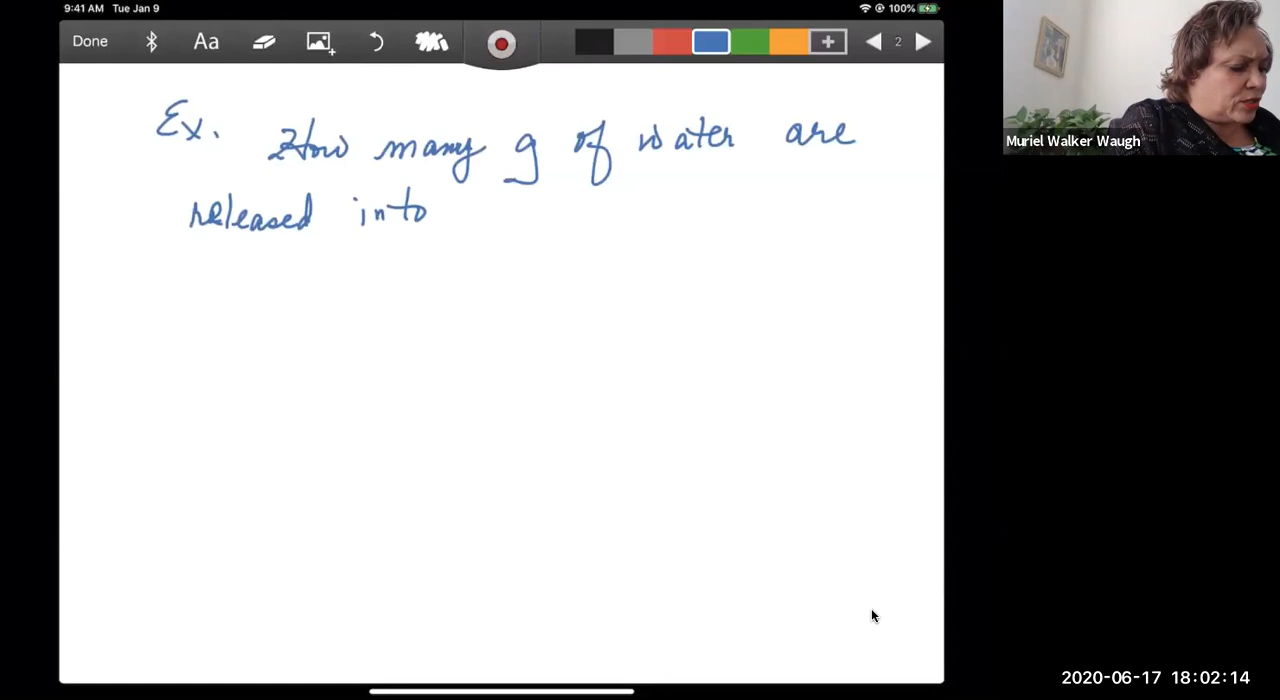 9:41 AM Tue Jan 9
100%
Done
Aa
2
Ex. How many g of water are
released into
Muriel Walker Waugh
2020-06-17 18:02:14